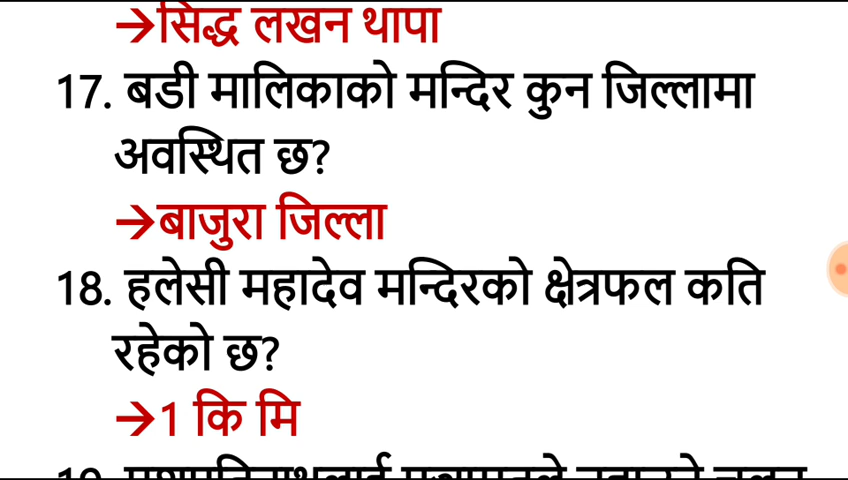 →सिद्ध लखन थापा
17. बडी मालिकाको मन्दिर कुन जिल्लामा
अवस्थित छ?
→बाजुरा जिल्ला
18. हलेसी महादेव मन्दिरको क्षेत्रफल कति
रहेको छ?
→1 कि मि